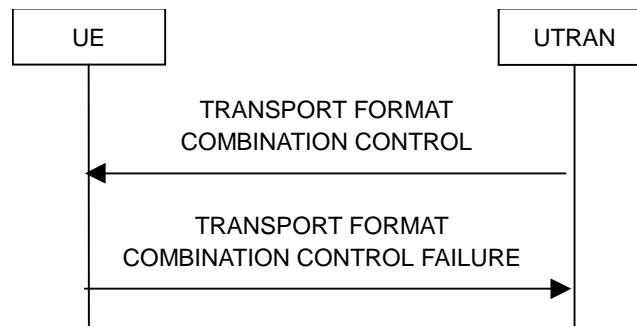 UE
UTRAN
TRANSPORT FORMAT
COMBINATION CONTROL
TRANSPORT FORMAT
COMBINATION CONTROL FAILURE